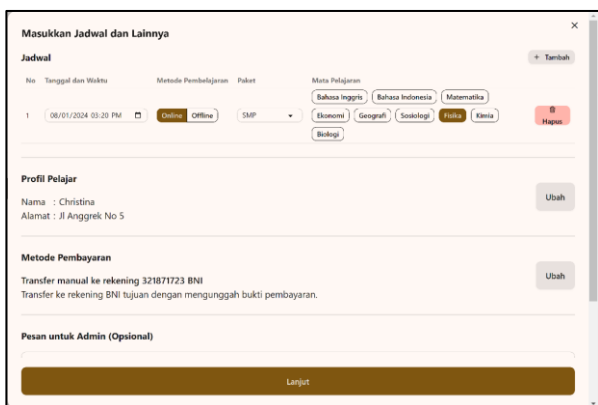 Masukkan Jadwal dan Lainnya
×
Jadwal
+ Tambah
No Tanggal dan Waktu Metode Pembelajaran Paket Mata Pelajaran
Bahasa Inggris Bahasa Indonesia Matematika
1 08/01/2024 03:20 PM Online Offline SMP Ekonomi Geografi Sosiologi Fisika Kimia Hapus
Biologi
Profil Pelajar
Nama : Christina
Alamat : Jl Anggrek No 5
Ubah
Metode Pembayaran
Transfer manual ke rekening 321871723 BNI
Transfer ke rekening BNI tujuan dengan mengunggah bukti pembayaran.
Ubah
Pesan untuk Admin (Opsional)
Lanjut